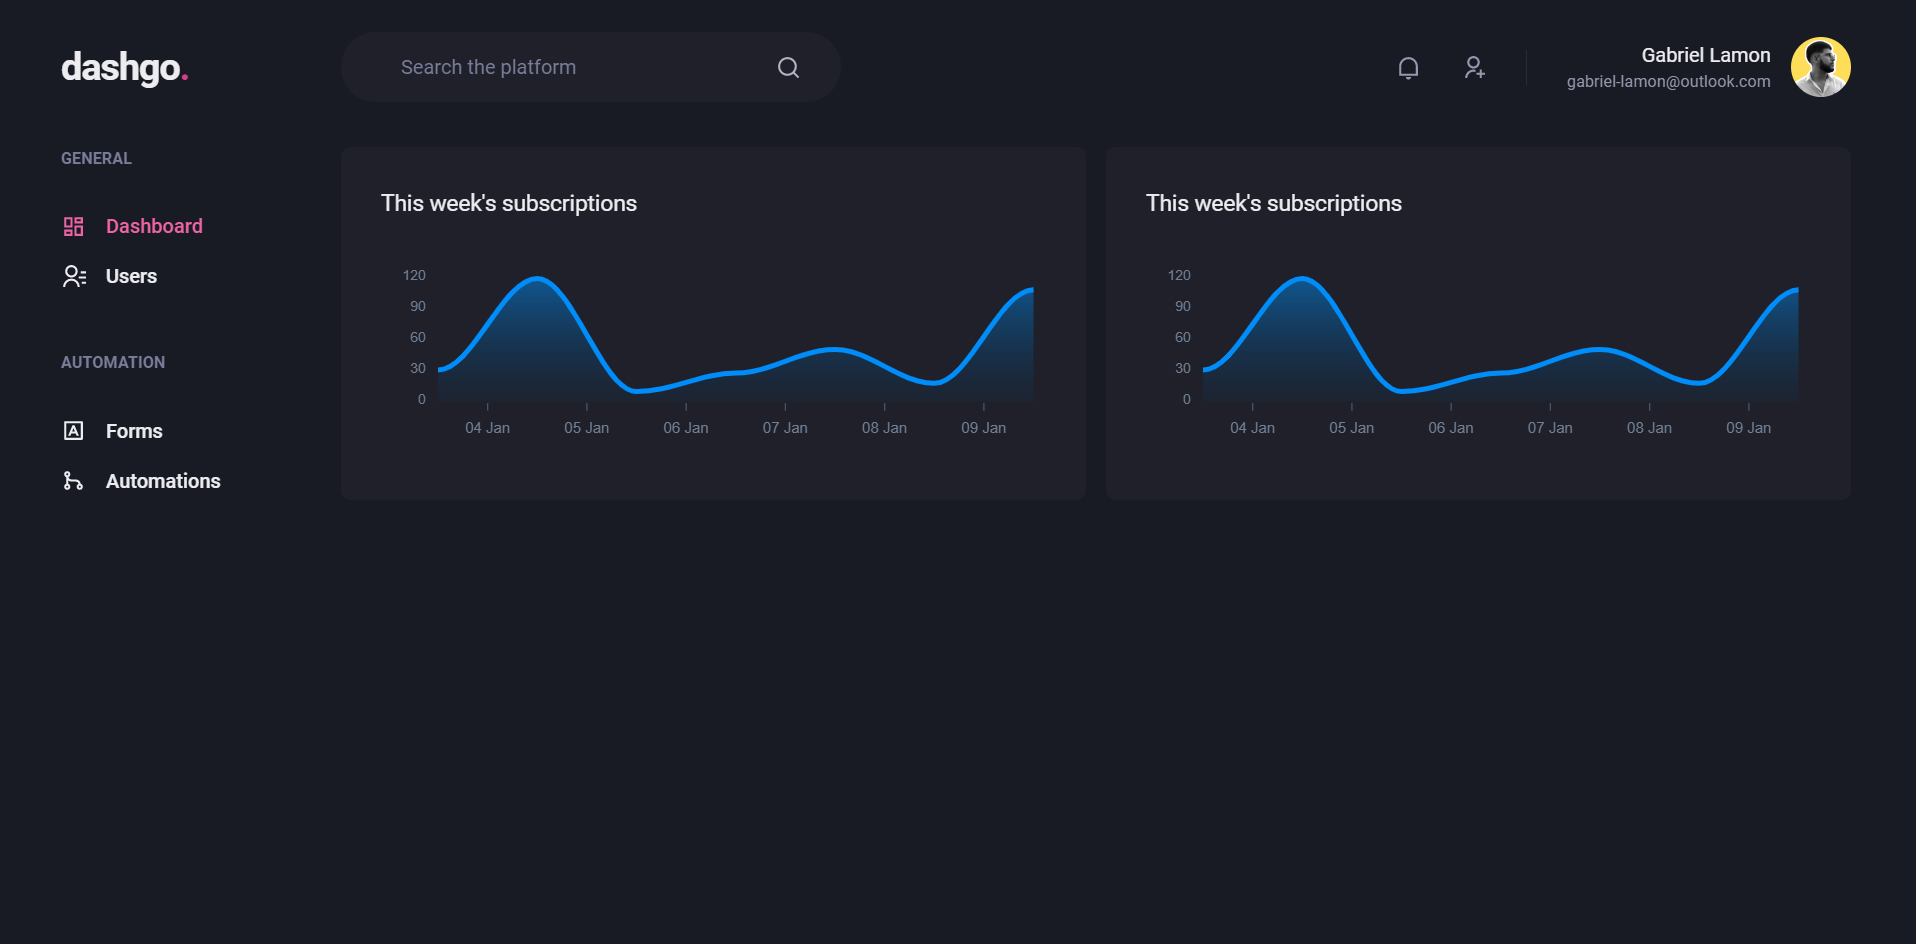 dashgo.
Search the platform
Gabriel Lamon
gabriel-lamon@outlook.com
GENERAL
Dashboard
Users
AUTOMATION
Forms
Automations
This week's subscriptions
120
90
60
30
0
04 Jan 05 Jan 06 Jan 07 Jan 08 Jan 09 Jan
This week's subscriptions
120
90
60
30
0
04 Jan 05 Jan 06 Jan 07 Jan 08 Jan 09 Jan